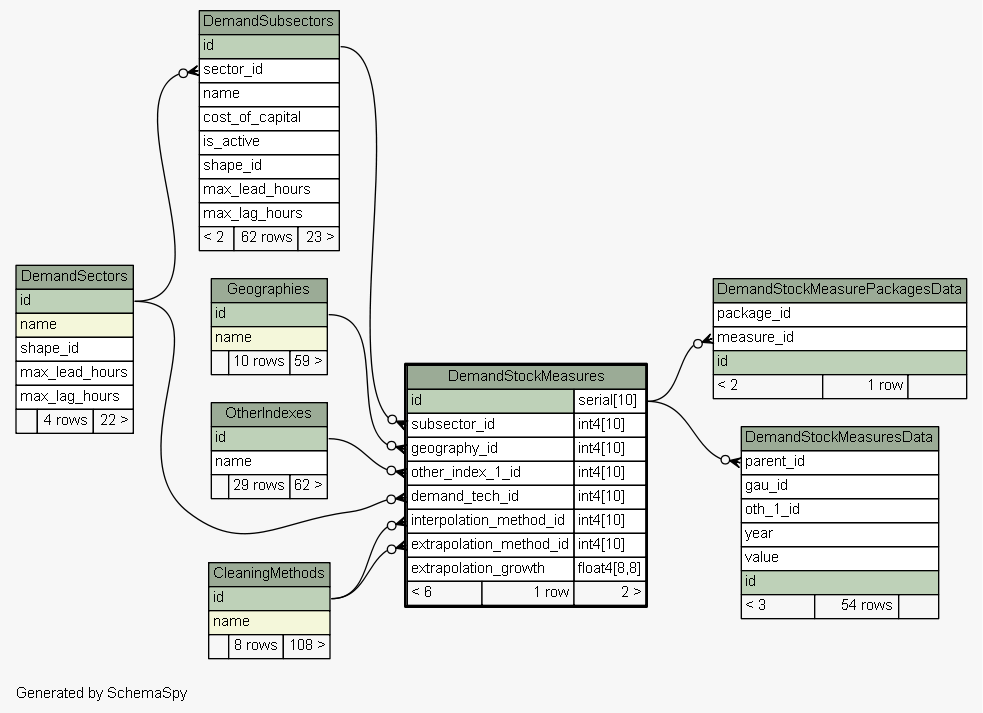 DemandSubsectors
id
sector_id
name
cost_of_capital
is_active
shape_id
max_lead_hours
max_lag_hours
< 2 62 rows 23 >
DemandSectors
id
name
shape_id
max_lead_hours
max_lag_hours
4 rows 22 >
Geographies
id
name
10 rows 59 >
OtherIndexes
id
name
29 rows 62 >
CleaningMethods
id
name
8 rows 108 >
DemandStockMeasures
id serial[10]
subsector_id int4[10]
geography_id int4[10]
other_index_1_id int4[10]
demand_tech_id int4[10]
interpolation_method_id int4[10]
extrapolation_method_id int4[10]
extrapolation_growth float4[8,8]
< 6 1 row 2 >
DemandStockMeasurePackagesData
package_id
measure_id
id
< 2 1 row
DemandStockMeasuresData
parent_id
gau_id
oth_1_id
year
value
id
< 3 54 rows
Generated by SchemaSpy